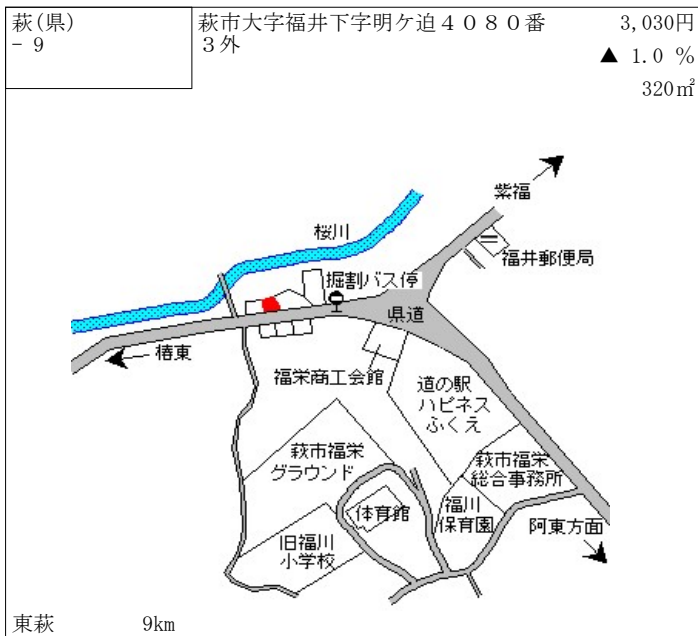 萩(県)
－ 9
萩市大字福井下字明ケ迫４０８０番
３外
3,030円
▲ 1.0 %
320㎡
紫福
桜川
福井郵便局
堀割バス停
県道
椿東
福栄商工会館
道の駅
ハピネス
ふくえ
萩市福栄
グラウンド
萩市福栄
総合事務所
体育館
福川
保育園
阿東方面
旧福川
小学校
東萩
9km